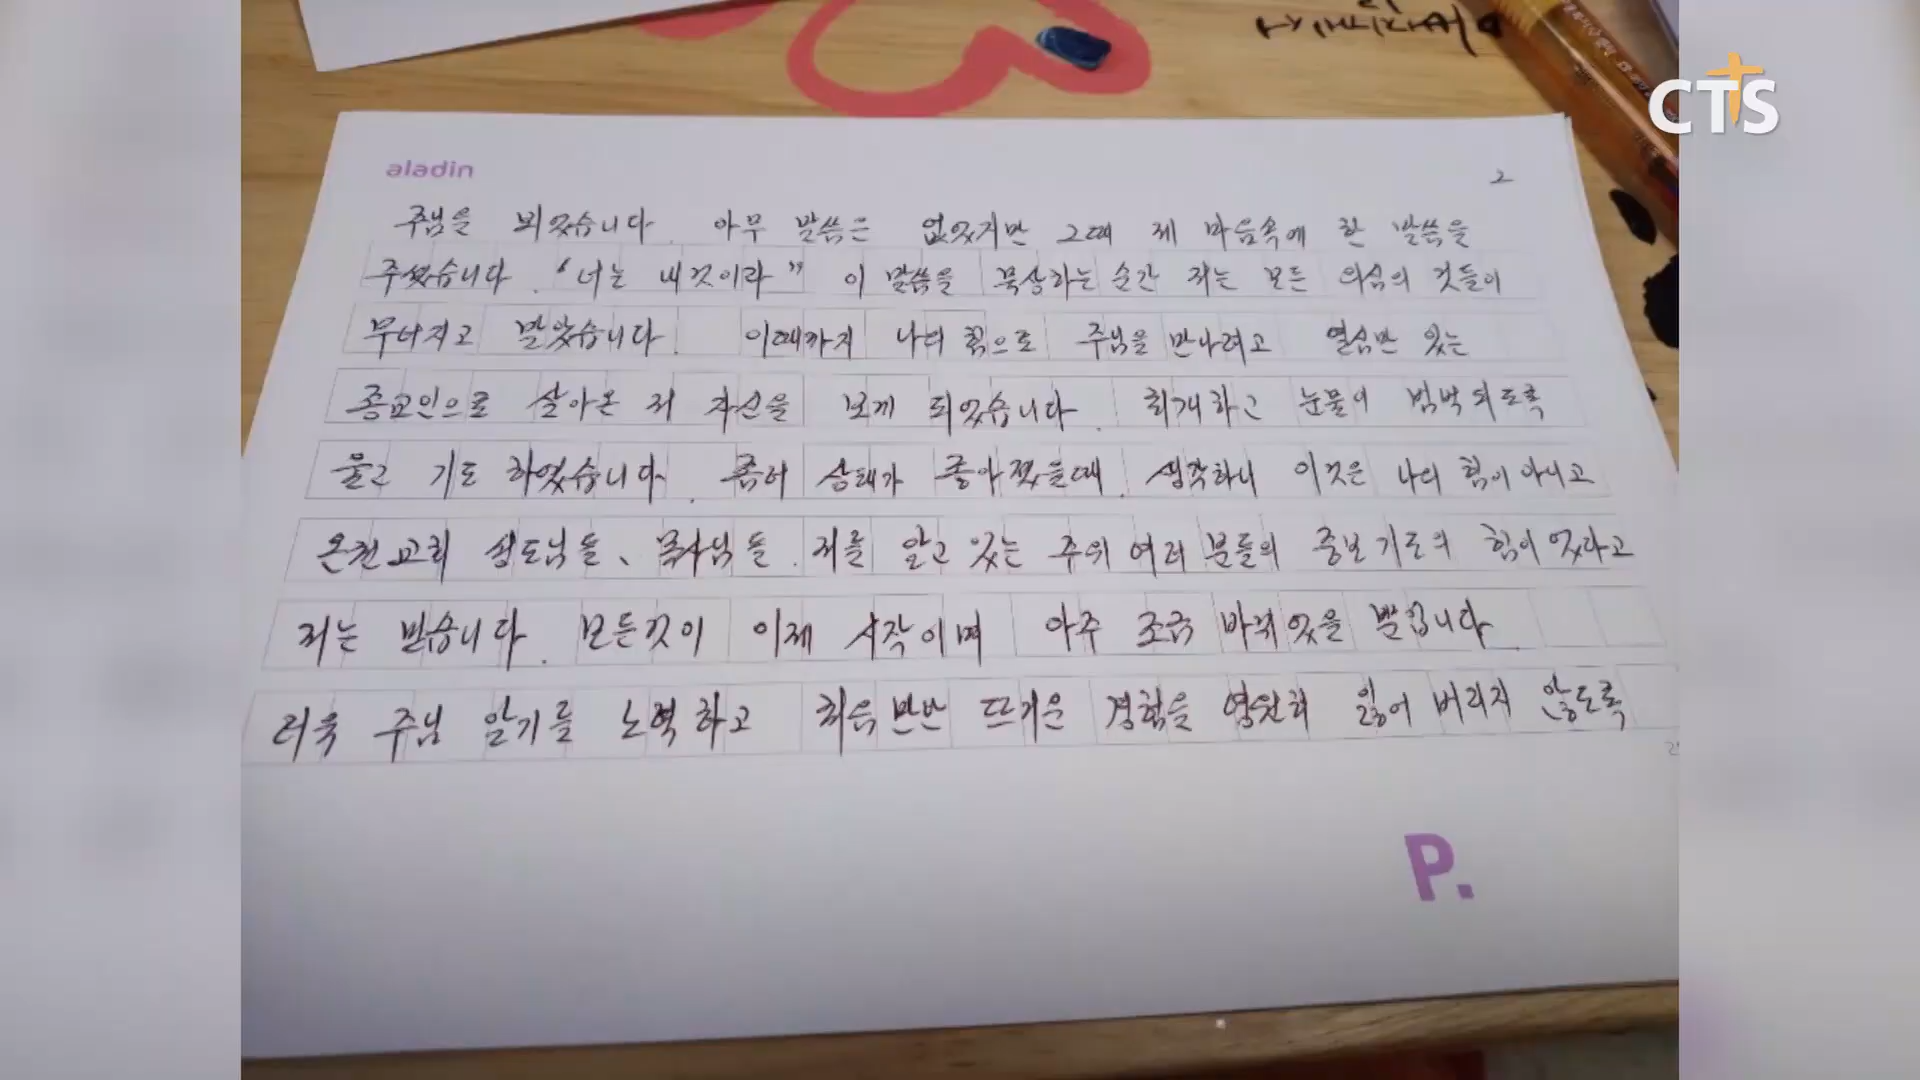 CTS
aladin
2
주님을 뵈었습니다. 아무 말씀은 없었지만 그때 제 마음속에 한 말씀을
주셨습니다. "너는 내것이라" 이 말씀을 묵상하는 순간 저는 모든 의심의 것들이
무너지고 말았습니다. 이때까지 나의 힘으로 주님을 만나려고 열심만 있는
종교인으로 살아온 저 자신을 보게 되었습니다. 회개하고 눈물이 범벅되도록
울고 기도 하였습니다. 좀더 상태가 좋아졌을때 생각하니 이것은 나의 힘이 아니고
온천교회 성도님들, 목사님들. 저를 알고 있는 주위 여러 분들의 중보기도의 힘이었다고
저는 믿습니다. 모든것이 이제 시작이며 아주 조금 바뀌었을 뿐입니다.
더욱 주님 알기를 노력하고 처음 만난 뜨거운 경험을 영원히 잃어 버리지 않도록
P.